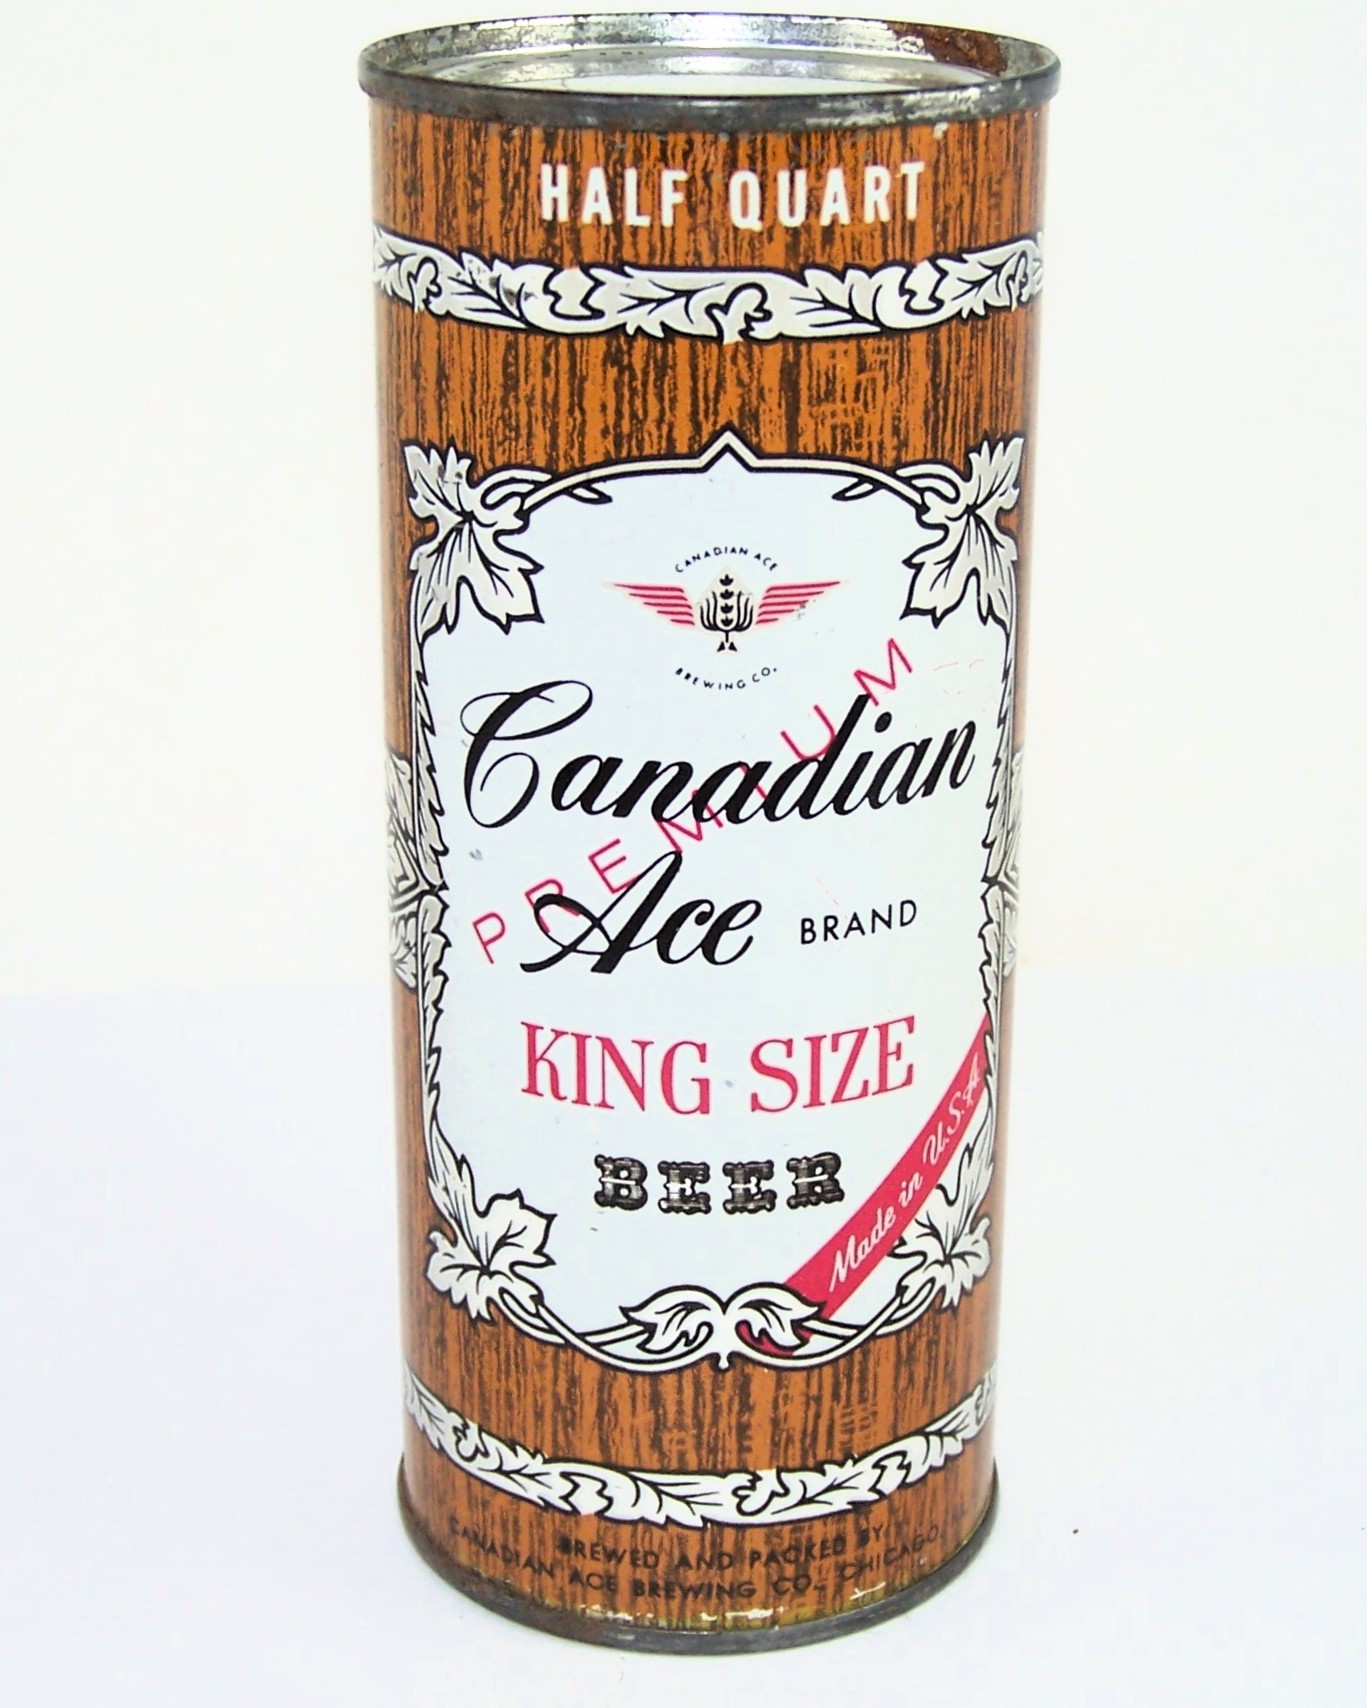 HALF QUART
CANADIAN ACE
BREWING CO.
PREMIUM
Canadian
Ace BRAND
KING SIZE
BEER
Made in U.S.A.
BREWED AND PACKED BY
CANADIAN ACE BREWING CO., CHICAGO,